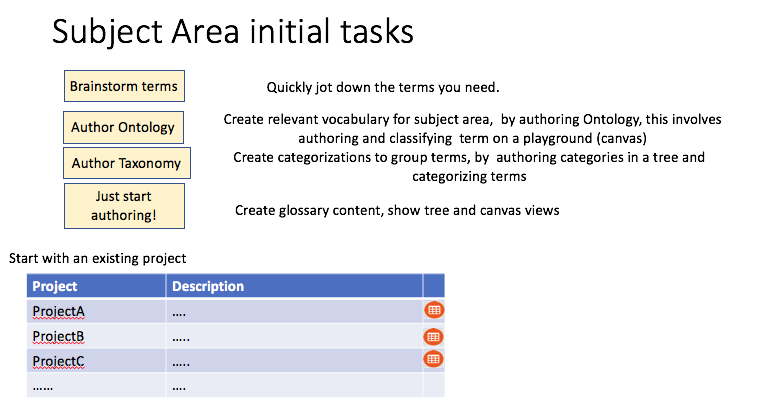 Subject Area initial tasks
Brainstorm terms
Quickly jot down the terms you need.
Author Ontology
Create relevant vocabulary for subject area, by authoring Ontology, this involves
authoring and classifying term on a playground (canvas)
Author Taxonomy
Create categorizations to group terms, by authoring categories in a tree and
categorizing terms
Just start
authoring!
Create glossary content, show tree and canvas views
Start with an existing project
Project Description
ProjectA ....
ProjectB .....
ProjectC .....
...... ....